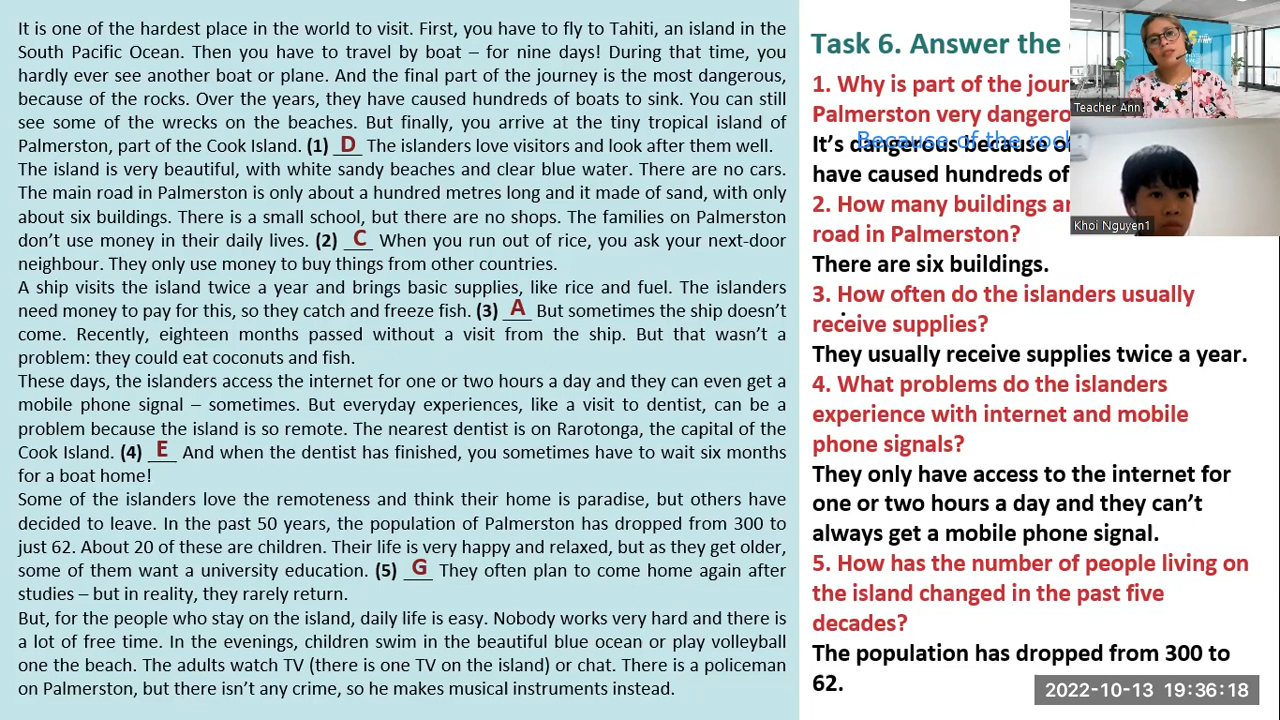 It is one of the hardest place in the world to visit. First, you have to fly to Tahiti, an island in the
South Pacific Ocean. Then you have to travel by boat – for nine days! During that time, you
hardly ever see another boat or plane. And the final part of the journey is the most dangerous,
because of the rocks. Over the years, they have caused hundreds of boats to sink. You can still
see some of the wrecks on the beaches. But finally, you arrive at the tiny tropical island of
Palmerston, part of the Cook Island. (1) D The islanders love visitors and look after them well.
The island is very beautiful, with white sandy beaches and clear blue water. There are no cars.
The main road in Palmerston is only about a hundred metres long and it made of sand, with only
about six buildings. There is a small school, but there are no shops. The families on Palmerston
don't use money in their daily lives. (2) C When you run out of rice, you ask your next-door
neighbour. They only use money to buy things from other countries.
A ship visits the island twice a year and brings basic supplies, like rice and fuel. The islanders
need money to pay for this, so they catch and freeze fish. (3) A But sometimes the ship doesn't
come. Recently, eighteen months passed without a visit from the ship. But that wasn't a
problem: they could eat coconuts and fish.
These days, the islanders access the internet for one or two hours a day and they can even get a
mobile phone signal – sometimes. But everyday experiences, like a visit to dentist, can be a
problem because the island is so remote. The nearest dentist is on Rarotonga, the capital of the
Cook Island. (4) E And when the dentist has finished, you sometimes have to wait six months
for a boat home!
Some of the islanders love the remoteness and think their home is paradise, but others have
decided to leave. In the past 50 years, the population of Palmerston has dropped from 300 to
just 62. About 20 of these are children. Their life is very happy and relaxed, but as they get older,
some of them want a university education. (5) G They often plan to come home again after
studies – but in reality, they rarely return.
But, for the people who stay on the island, daily life is easy. Nobody works very hard and there is
a lot of free time. In the evenings, children swim in the beautiful blue ocean or play volleyball
one the beach. The adults watch TV (there is one TV on the island) or chat. There is a policeman
on Palmerston, but there isn't any crime, so he makes musical instruments instead.
Task 6. Answer the
1. Why is part of the jour
Palmerston very dangero
Because of the rock
It's dangerous because o
have caused hundreds of
2. How many buildings ar
road in Palmerston?
There are six buildings.
3. How often do the islanders usually
receive supplies?
They usually receive supplies twice a year.
4. What problems do the islanders
experience with internet and mobile
phone signals?
They only have access to the internet for
one or two hours a day and they can't
always get a mobile phone signal.
5. How has the number of people living on
the island changed in the past five
decades?
The population has dropped from 300 to
62.
Teacher Ann
Khoi Nguyen1
2022-10-13 19:36:18